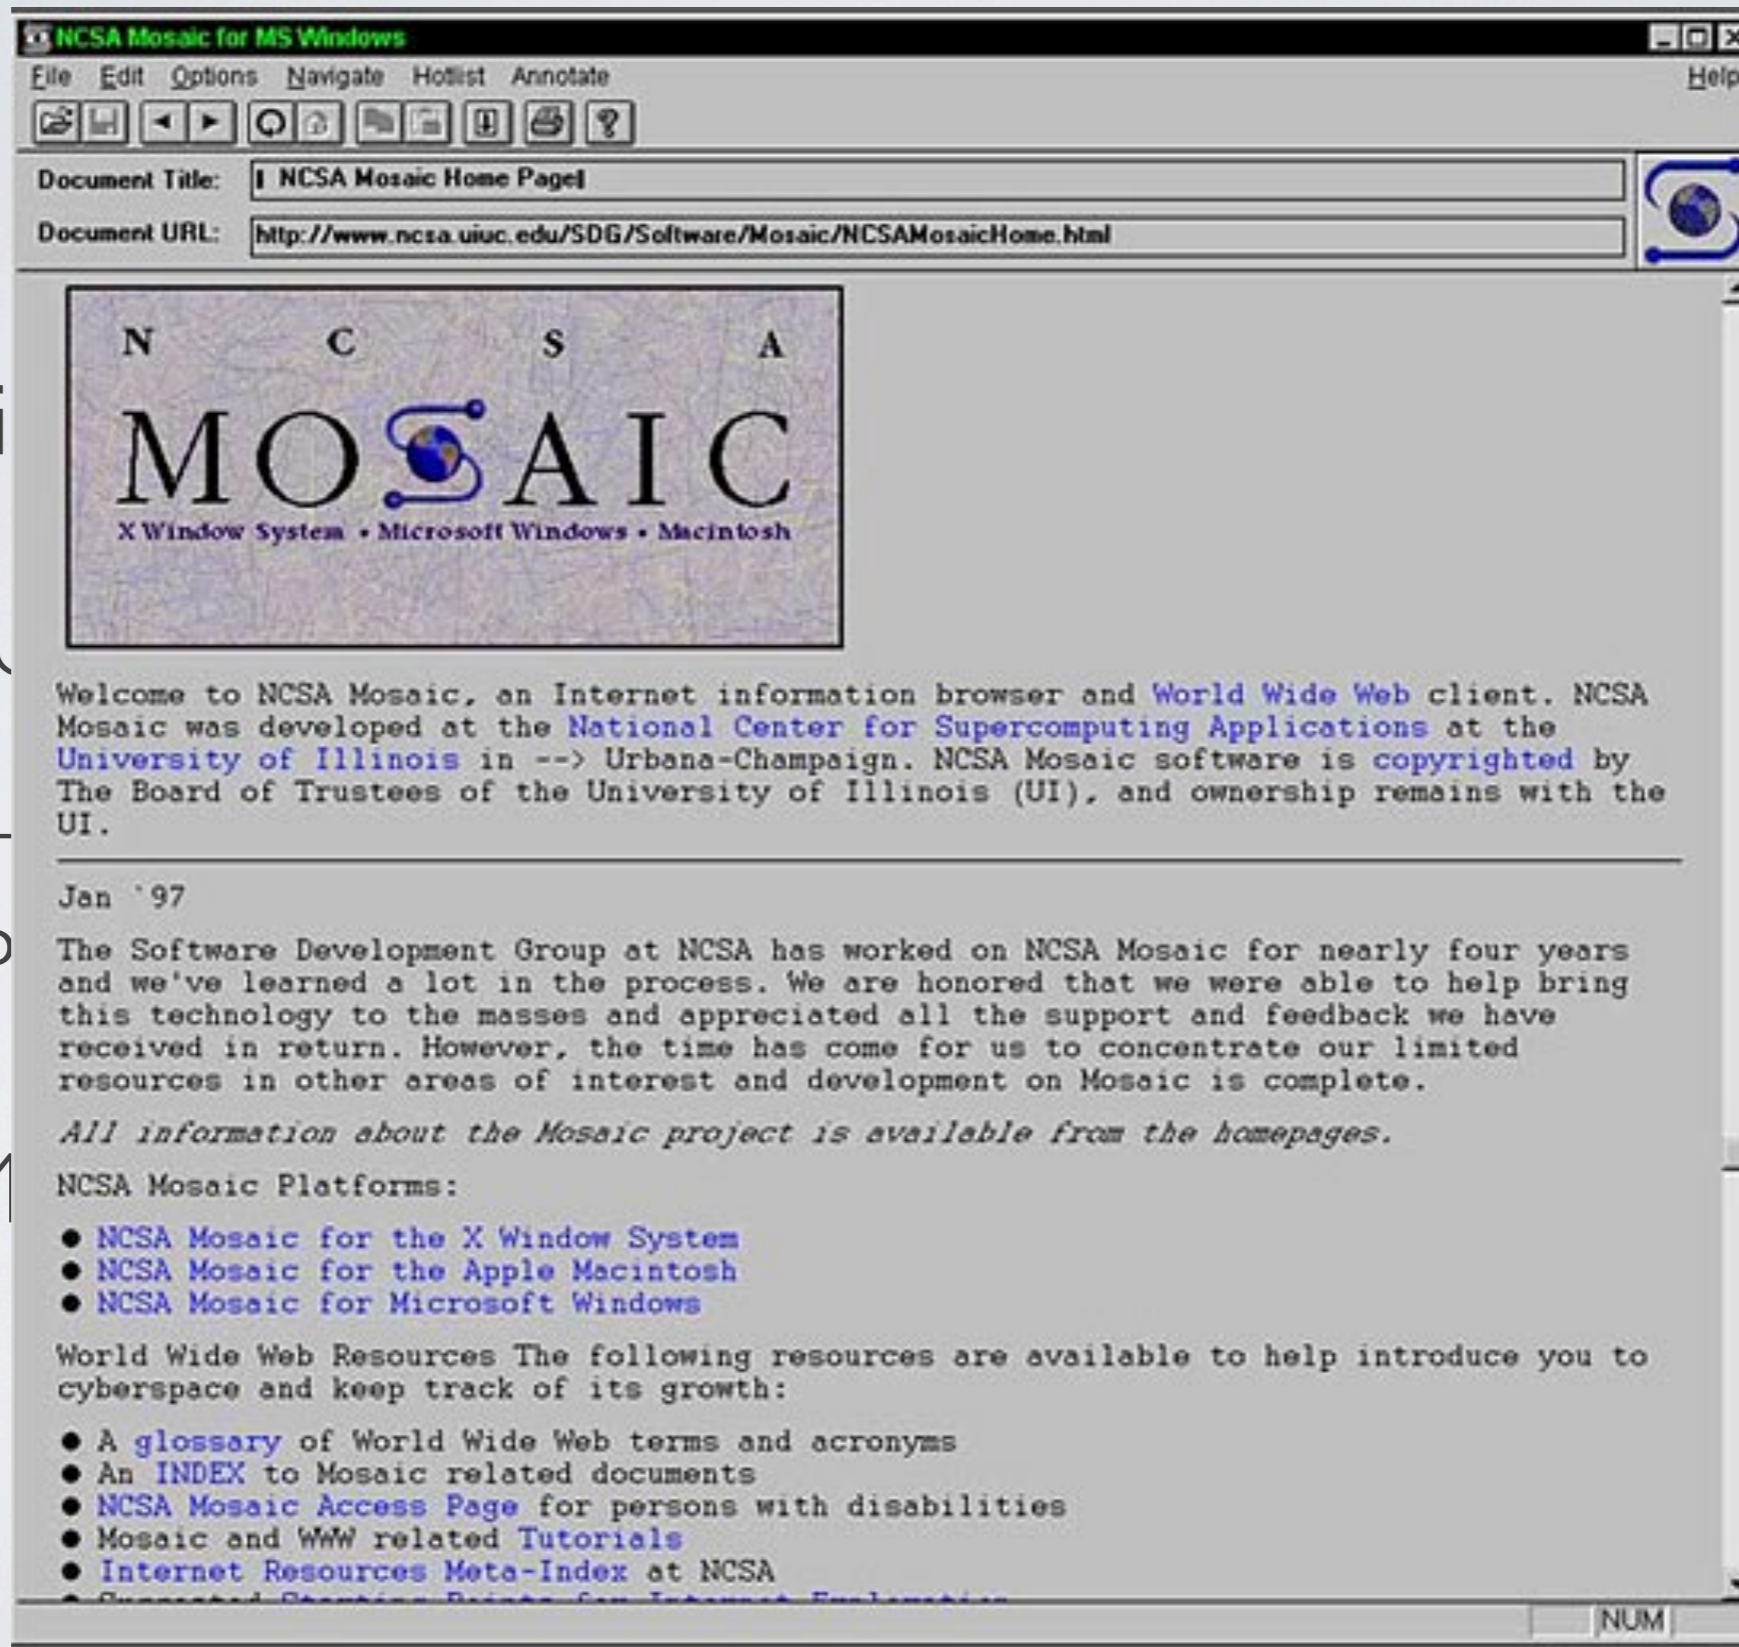 NCSA Mosaic for MS Windows
File Edit Options Navigate Hotlist Annotate Help
Document Title: NCSA Mosaic Home Page
Document URL: http://www.ncsa.uiuc.edu/SDG/Software/Mosaic/NCSAMosaicHome.html
N C S A
MOSAIC
X Window System • Microsoft Windows • Macintosh
Welcome to NCSA Mosaic, an Internet information browser and World Wide Web client. NCSA
Mosaic was developed at the National Center for Supercomputing Applications at the
University of Illinois in --> Urbana-Champaign. NCSA Mosaic software is copyrighted by
The Board of Trustees of the University of Illinois (UI), and ownership remains with the
UI.
Jan `97
The Software Development Group at NCSA has worked on NCSA Mosaic for nearly four years
and we've learned a lot in the process. We are honored that we were able to help bring
this technology to the masses and appreciated all the support and feedback we have
received in return. However, the time has come for us to concentrate our limited
resources in other areas of interest and development on Mosaic is complete.
All information about the Mosaic project is available from the homepages.
NCSA Mosaic Platforms:
● NCSA Mosaic for the X Window System
● NCSA Mosaic for the Apple Macintosh
● NCSA Mosaic for Microsoft Windows
World Wide Web Resources The following resources are available to help introduce you to
cyberspace and keep track of its growth:
● A glossary of World Wide Web terms and acronyms
● An INDEX to Mosaic related documents
● NCSA Mosaic Access Page for persons with disabilities
● Mosaic and WWW related Tutorials
● Internet Resources Meta-Index at NCSA
NUM